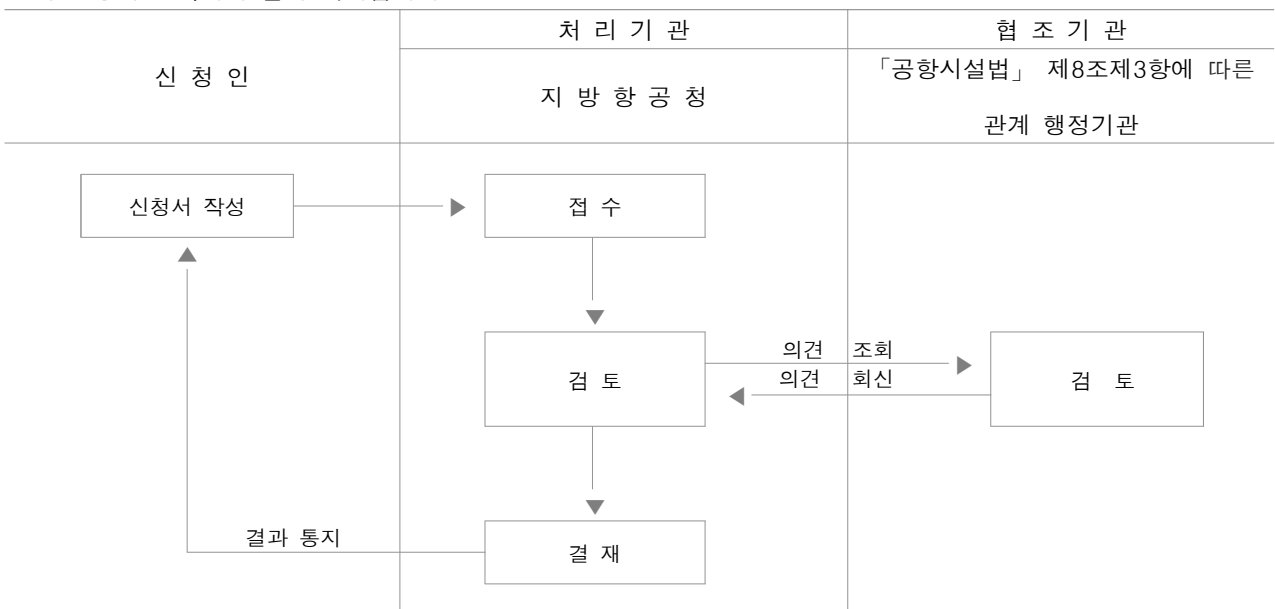 처 리 기 관
협 조 기 관
신 청 인
지 방 항 공 청
「공항시설법」 제8조제3항에 따른
관계 행정기관
신청서 작성
접 수
검 토
의견 조회
의견 회신
검 토
결과 통지
결 재